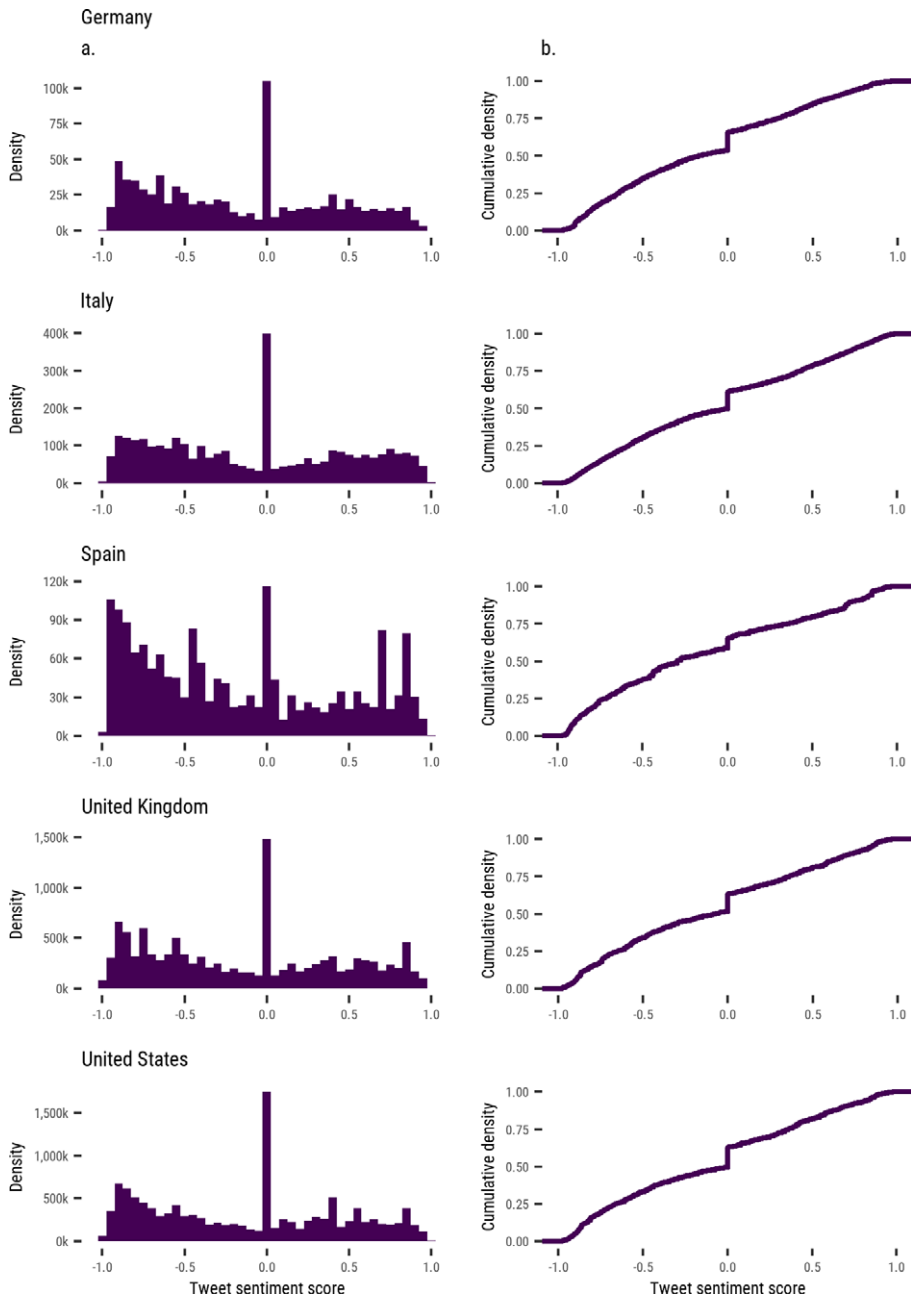 Germany
a. b.
Density
100k
75k
50k
25k
0k
-1.0 -0.5 0.0 0.5 1.0
Cumulative density
1.00
0.75
0.50
0.25
0.00
-1.0 -0.5 0.0 0.5 1.0
Italy
Density
400k
300k
200k
100k
0k
-1.0 -0.5 0.0 0.5 1.0
Cumulative density
1.00
0.75
0.50
0.25
0.00
-1.0 -0.5 0.0 0.5 1.0
Spain
Density
120k
90k
60k
30k
0k
-1.0 -0.5 0.0 0.5 1.0
Cumulative density
1.00
0.75
0.50
0.25
0.00
-1.0 -0.5 0.0 0.5 1.0
United Kingdom
Density
1,500k
1,000k
500k
0k
-1.0 -0.5 0.0 0.5 1.0
Cumulative density
1.00
0.75
0.50
0.25
0.00
-1.0 -0.5 0.0 0.5 1.0
United States
Density
1,500k
1,000k
500k
0k
-1.0 -0.5 0.0 0.5 1.0
Tweet sentiment score
Cumulative density
1.00
0.75
0.50
0.25
0.00
-1.0 -0.5 0.0 0.5 1.0
Tweet sentiment score